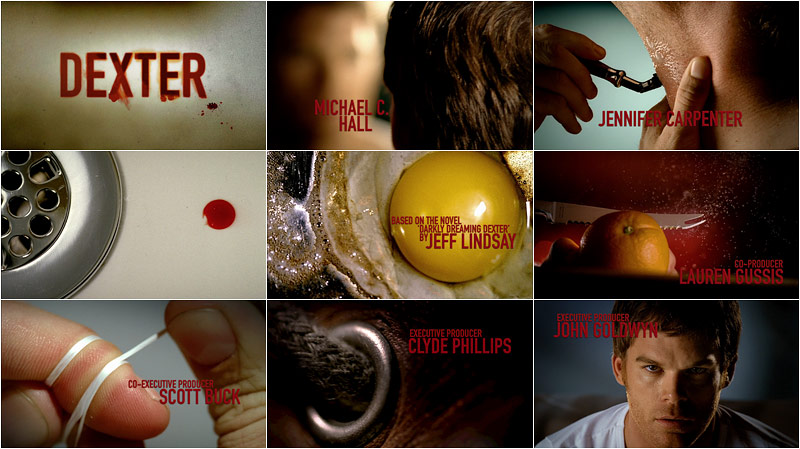 DEXTER
MICHAEL C.
HALL
JENNIFER CARPENTER
BASED ON THE NOVEL
'DARKLY DREAMING DEXTER'
BY JEFF LINDSAY
CO-PRODUCER
LAUREN GUSSIS
CO-EXECUTIVE PRODUCER
SCOTT BUCK
EXECUTIVE PRODUCER
CLYDE PHILLIPS
EXECUTIVE PRODUCER
JOHN GOLDWYN